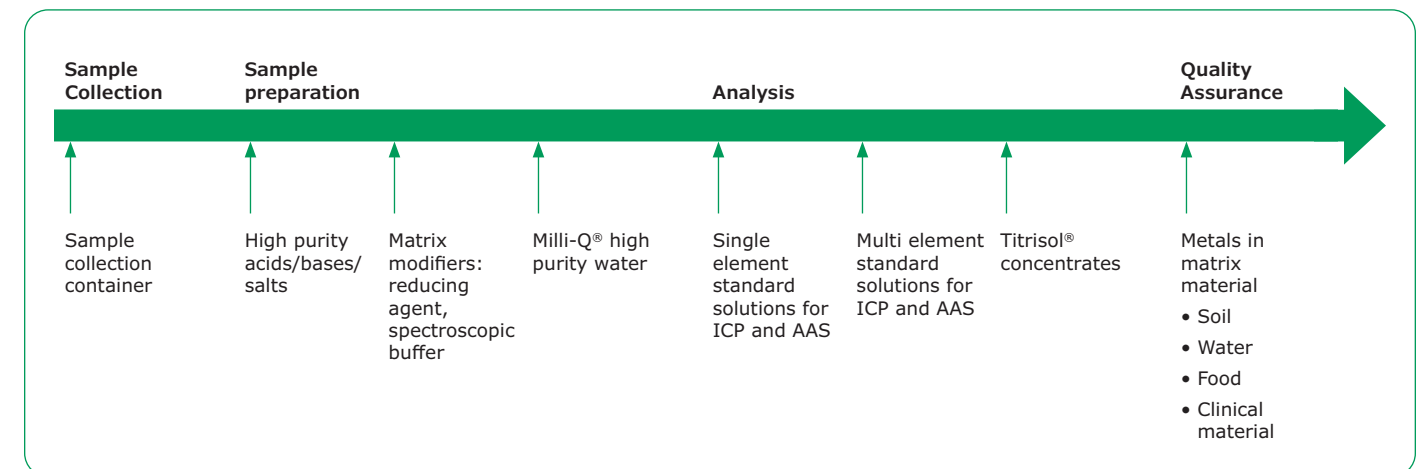 Sample
Collection
Sample
preparation
Analysis
Quality
Assurance
Sample
collection
container
High purity
acids/bases/
salts
Matrix
modifiers:
reducing
agent,
spectroscopic
buffer
Milli-Q® high
purity water
Single
element
standard
solutions for
ICP and AAS
Multi element
standard
solutions for
ICP and AAS
Titrisol®
concentrates
Metals in
matrix
material
• Soil
• Water
• Food
• Clinical
material